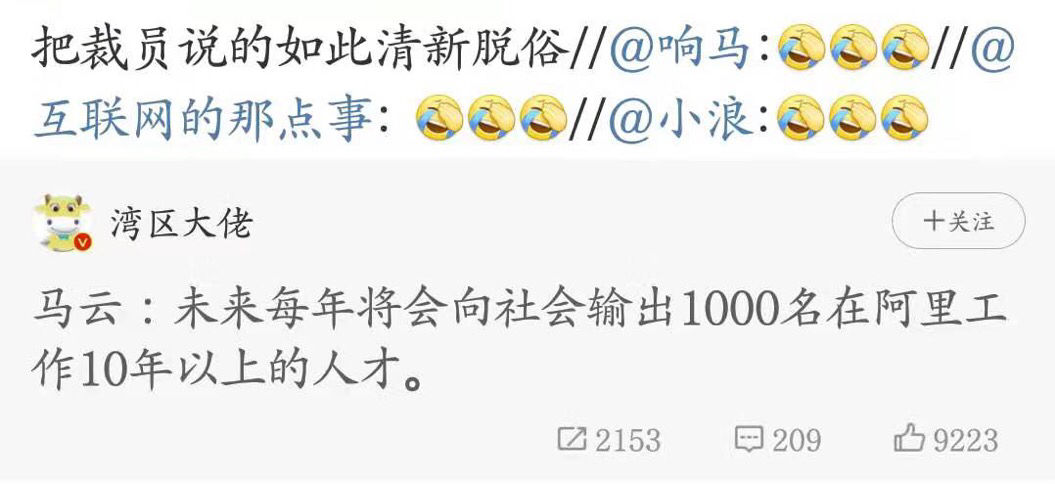 把裁员说的如此清新脱俗//@响马:🤣🤣🤣//@
互联网的那点事: 🤣🤣🤣//@小浪:🤣🤣🤣
湾区大佬
+关注
马云：未来每年将会向社会输出1000名在阿里工
作10年以上的人才。
2153 209 9223